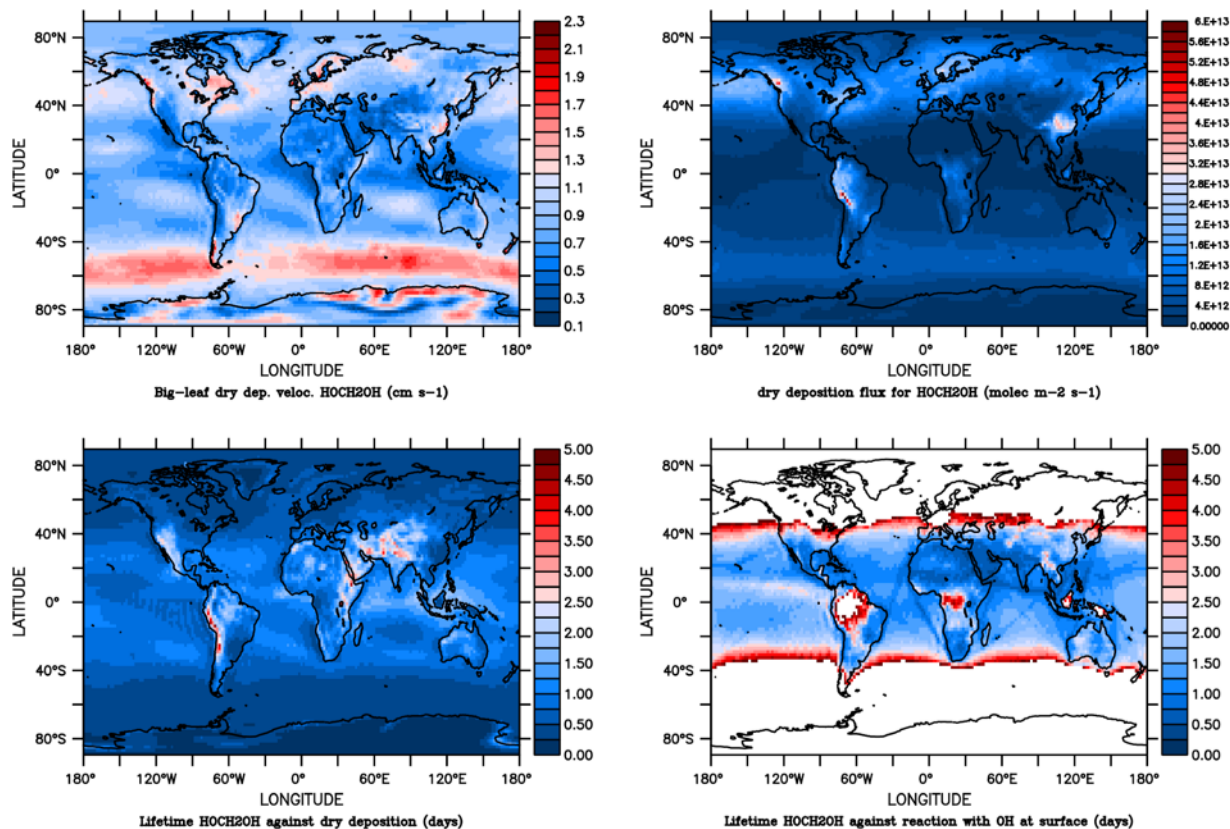 2.3
2.1
1.9
1.7
1.5
1.3
1.1
0.9
0.7
0.5
0.3
0.1
LATITUDE
80°N
40°N
0°
40°S
80°S
180° 120°W 60°W 0° 60°E 120°E 180°
LONGITUDE
Big-leaf dry dep. veloc. HOCH2OH (cm s-1)
6.E+13
5.6E+13
5.2E+13
4.8E+13
4.4E+13
4.E+13
3.6E+13
3.2E+13
2.8E+13
2.4E+13
2.E+13
1.6E+13
1.2E+13
8.E+12
4.E+12
0.00000
LATITUDE
80°N
40°N
0°
40°S
80°S
180° 120°W 60°W 0° 60°E 120°E 180°
LONGITUDE
dry deposition flux for HOCH2OH (molec m-2 s-1)
5.00
4.50
4.00
3.50
3.00
2.50
2.00
1.50
1.00
0.50
0.00
LATITUDE
80°N
40°N
0°
40°S
80°S
180° 120°W 60°W 0° 60°E 120°E 180°
LONGITUDE
Lifetime HOCH2OH against dry deposition (days)
5.00
4.50
4.00
3.50
3.00
2.50
2.00
1.50
1.00
0.50
0.00
LATITUDE
80°N
40°N
0°
40°S
80°S
180° 120°W 60°W 0° 60°E 120°E 180°
LONGITUDE
Lifetime HOCH2OH against reaction with OH at surface (days)